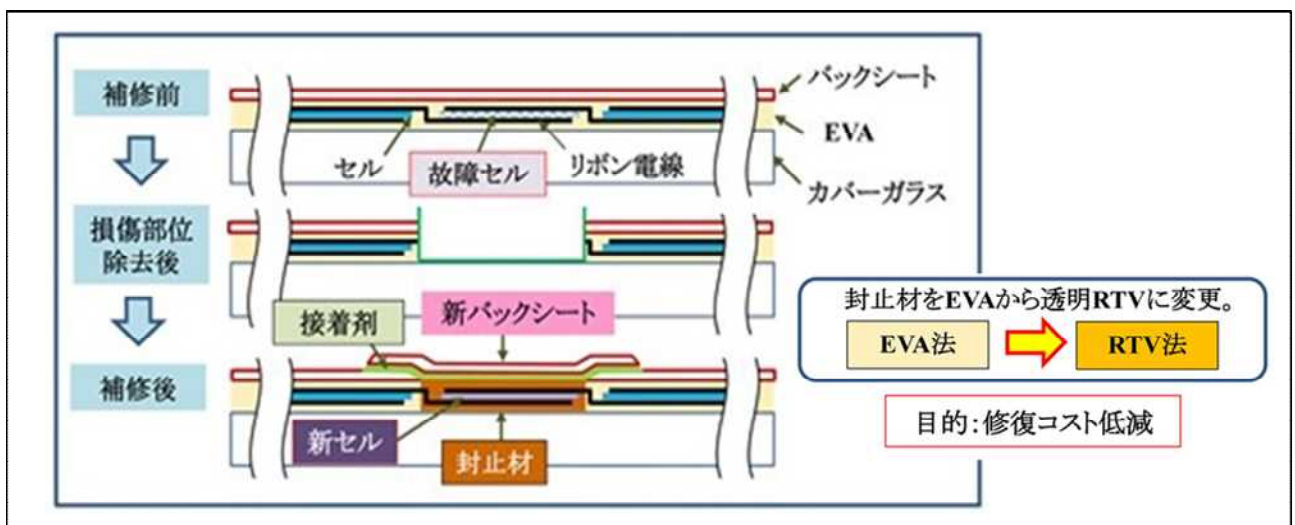 補修前
バックシート
EVA
カバーガラス
セル
故障セル
リボン電線
損傷部位
除去後
接着剤
新バックシート
補修後
新セル
封止材
封止材をEVAから透明RTVに変更。
EVA法
RTV法
目的:修復コスト低減